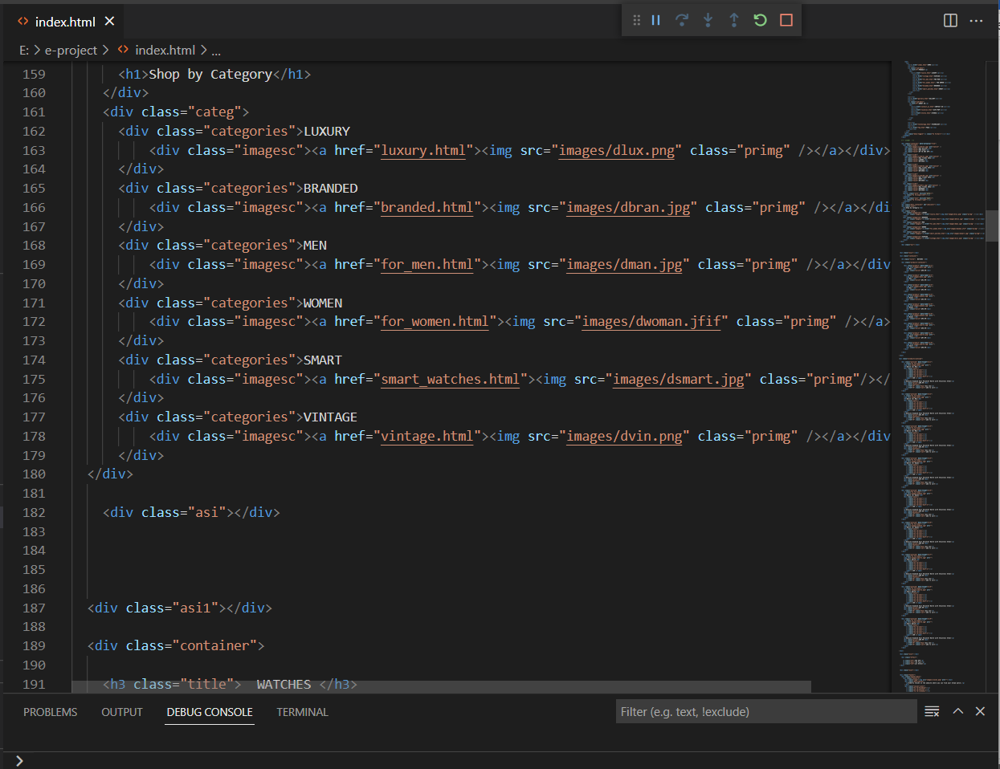 index.html
E: > e-project > index.html > ...
159 <h1>Shop by Category</h1>
160 </div>
161 <div class="categ">
162 <div class="categories">LUXURY
163 <div class="imagesc"><a href="luxury.html"><img src="images/dlux.png" class="primg" /></a></div>
164 </div>
165 <div class="categories">BRANDED
166 <div class="imagesc"><a href="branded.html"><img src="images/dbran.jpg" class="primg" /></a></di
167 </div>
168 <div class="categories">MEN
169 <div class="imagesc"><a href="for_men.html"><img src="images/dman.jpg" class="primg" /></a></div
170 </div>
171 <div class="categories">WOMEN
172 <div class="imagesc"><a href="for_women.html"><img src="images/dwoman.jfif" class="primg" /></a>
173 </div>
174 <div class="categories">SMART
175 <div class="imagesc"><a href="smart_watches.html"><img src="images/dsmart.jpg" class="primg"/></
176 </div>
177 <div class="categories">VINTAGE
178 <div class="imagesc"><a href="vintage.html"><img src="images/dvin.png" class="primg" /></a></div
179 </div>
180 </div>
181
182 <div class="asi"></div>
183
184
185
186
187 <div class="asi1"></div>
188
189 <div class="container">
190
191 <h3 class="title"> WATCHES </h3>
PROBLEMS OUTPUT DEBUG CONSOLE TERMINAL Filter (e.g. text, !exclude)